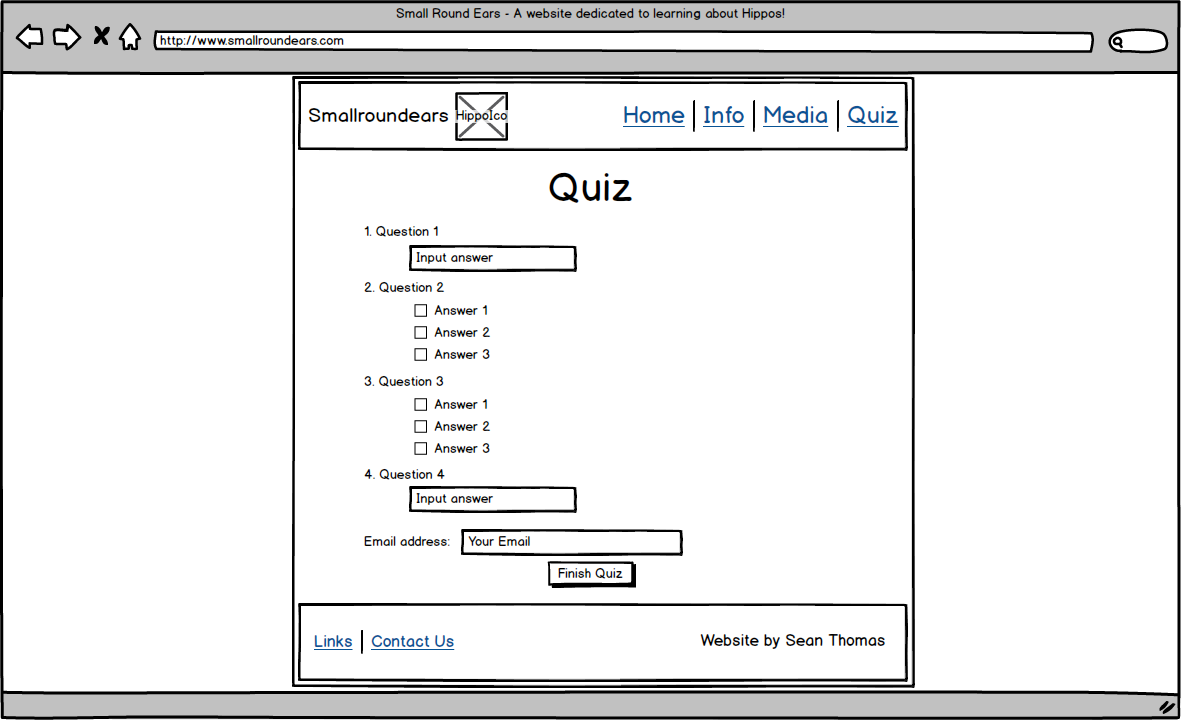 Small Round Ears - A website dedicated to learning about Hippos!
http://www.smallroundears.com
Smallroundears HippoIco Home Info Media Quiz
Quiz
1. Question 1
Input answer
2. Question 2
Answer 1
Answer 2
Answer 3
3. Question 3
Answer 1
Answer 2
Answer 3
4. Question 4
Input answer
Email address: Your Email
Finish Quiz
Links Contact Us Website by Sean Thomas